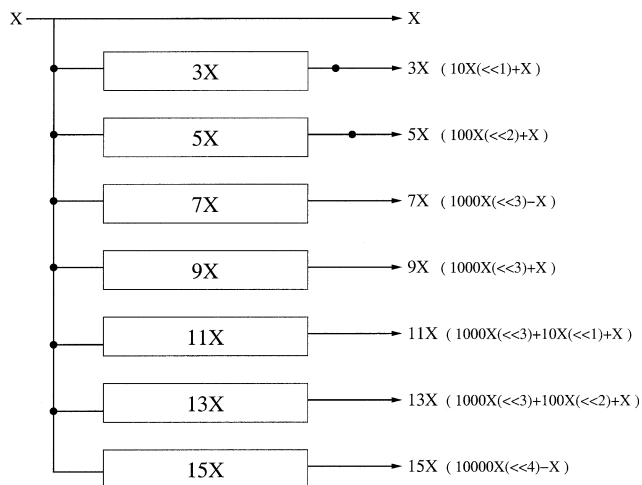 X X
3X 3X ( 10X(<<1)+X )
5X 5X ( 100X(<<2)+X )
7X 7X ( 1000X(<<3)−X )
9X 9X ( 1000X(<<3)+X )
11X 11X ( 1000X(<<3)+10X(<<1)+X )
13X 13X ( 1000X(<<3)+100X(<<2)+X )
15X 15X ( 10000X(<<4)−X )